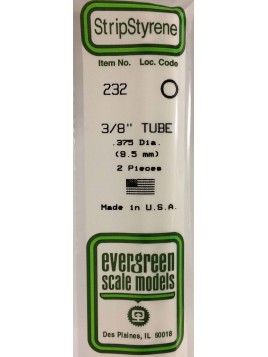 StripStyrene
Item No. Loc. Code
232 O
3/8" TUBE
.375 Dia.
(9.5 mm)
2 Pieces
Made in U.S.A.
evergreen
scale models
Des Plaines, IL 60018